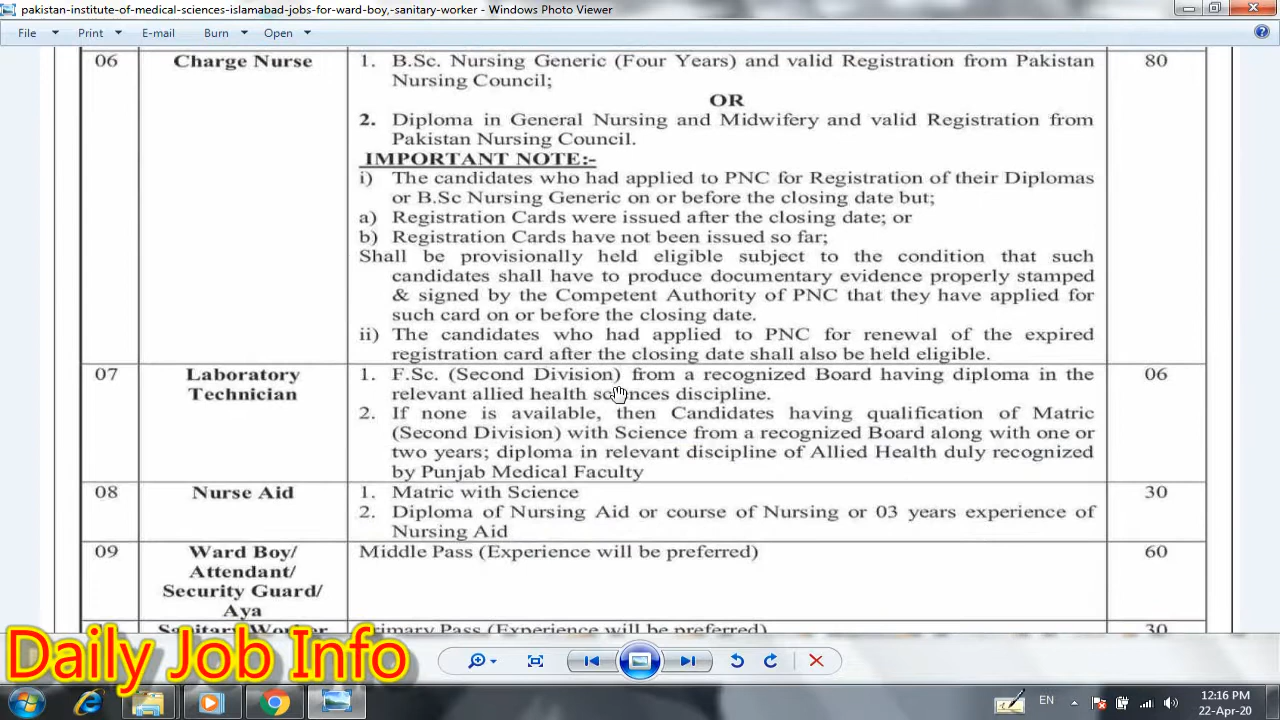 pakistan-institute-of-medical-sciences-islamabad-jobs-for-ward-boy,-sanitary-worker - Windows Photo Viewer
File Print E-mail Burn Open
06 Charge Nurse 1. B.Sc. Nursing Generic (Four Years) and valid Registration from Pakistan 80
Nursing Council;
OR
2. Diploma in General Nursing and Midwifery and valid Registration from
Pakistan Nursing Council.
IMPORTANT NOTE:-
i) The candidates who had applied to PNC for Registration of their Diplomas
or B.Sc Nursing Generic on or before the closing date but;
a) Registration Cards were issued after the closing date; or
b) Registration Cards have not been issued so far;
Shall be provisionally held eligible subject to the condition that such
candidates shall have to produce documentary evidence properly stamped
& signed by the Competent Authority of PNC that they have applied for
such card on or before the closing date.
ii) The candidates who had applied to PNC for renewal of the expired
registration card after the closing date shall also be held eligible.
07 Laboratory 1. F.Sc. (Second Division) from a recognized Board having diploma in the 06
Technician relevant allied health sciences discipline.
2. If none is available, then Candidates having qualification of Matric
(Second Division) with Science from a recognized Board along with one or
two years; diploma in relevant discipline of Allied Health duly recognized
by Punjab Medical Faculty
08 Nurse Aid 1. Matric with Science 30
2. Diploma of Nursing Aid or course of Nursing or 03 years experience of
Nursing Aid
09 Ward Boy/ Middle Pass (Experience will be preferred) 60
Attendant/
Security Guard/
Aya
Sanitary Worker Primary Pass (Experience will be preferred) 30
Daily Job Info
EN
12:16 PM
22-Apr-20